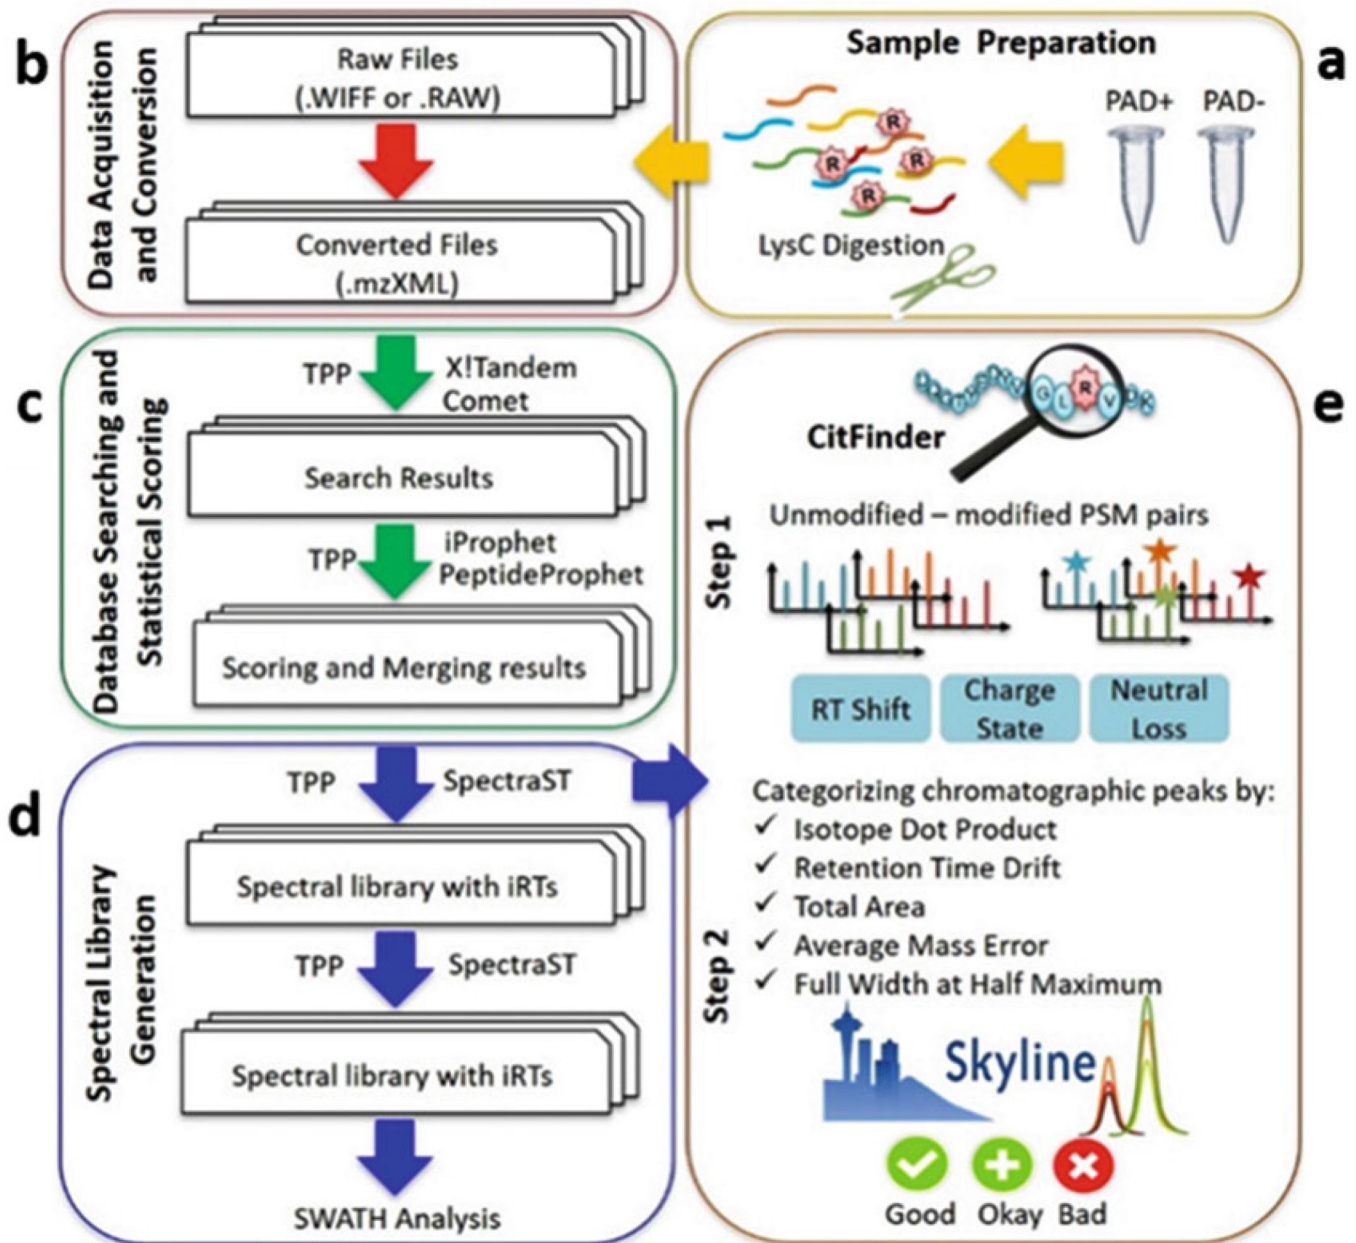 a
Sample Preparation
PAD+ PAD-
R
R
R
R
LysC Digestion
b
Data Acquisition
and Conversion
Raw Files
(.WIFF or .RAW)
Converted Files
(.mzXML)
c
Database Searching and
Statistical Scoring
TPP
X!Tandem
Comet
Search Results
TPP
iProphet
PeptideProphet
Scoring and Merging results
d
Spectral Library
Generation
TPP
SpectraST
Spectral library with iRTs
TPP
SpectraST
Spectral library with iRTs
SWATH Analysis
e
G L R V
CitFinder
Step 1
Unmodified – modified PSM pairs
RT Shift
Charge
State
Neutral
Loss
Step 2
Categorizing chromatographic peaks by:
✓ Isotope Dot Product
✓ Retention Time Drift
✓ Total Area
✓ Average Mass Error
✓ Full Width at Half Maximum
Skyline
Good Okay Bad